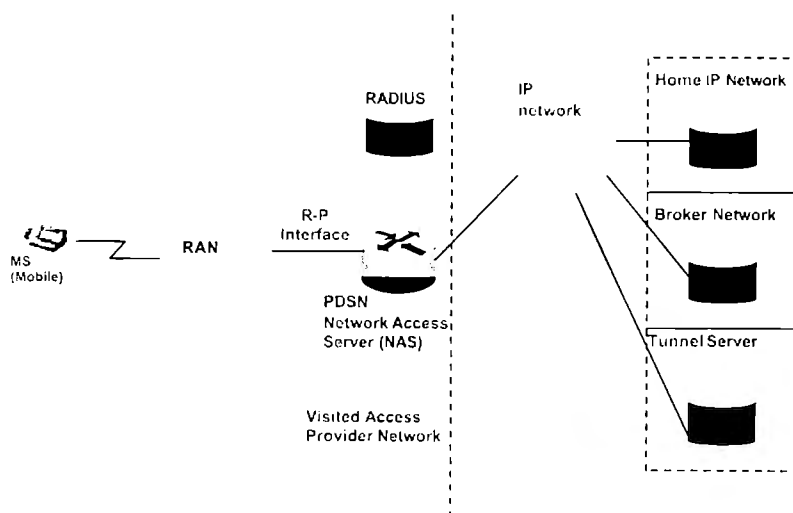 RADIUS
IP
network
Home IP Network
R-P
Interface
Broker Network
MS
(Mobile)
RAN
PDSN
Network Access
Server (NAS)
Tunnel Server
Visited Access
Provider Network